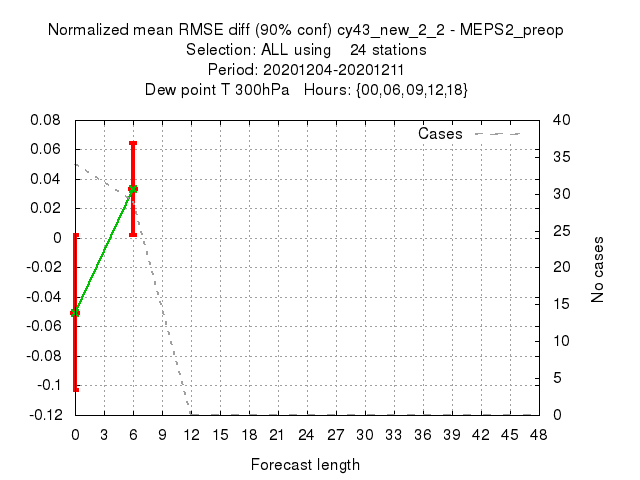 Normalized mean RMSE diff (90% conf) cy43_new_2_2 - MEPS2_preop
Selection: ALL using 24 stations
Period: 20201204-20201211
Dew point T 300hPa Hours: {00,06,09,12,18}
Cases
0.08
0.06
0.04
0.02
0
-0.02
-0.04
-0.06
-0.08
-0.1
-0.12
40
35
30
25
20
15
10
5
0
No cases
0 3 6 9 12 15 18 21 24 27 30 33 36 39 42 45 48
Forecast length